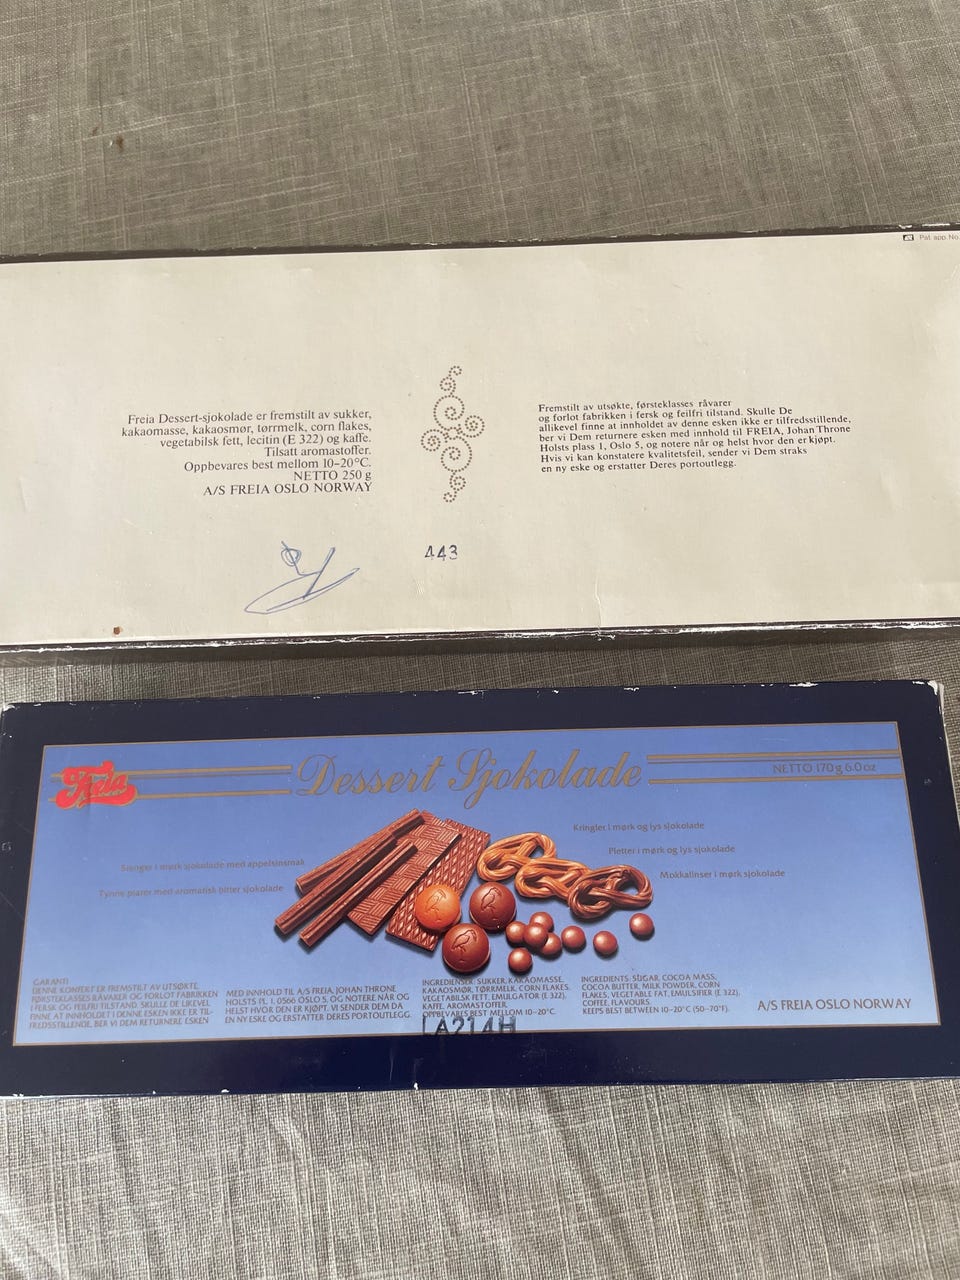 Pat. app. No.
Freia Dessert-sjokolade er fremstilt av sukker,
kakaomasse, kakaosmør, tørrmelk, corn flakes,
vegetabilsk fett, lecitin (E 322) og kaffe.
Tilsatt aromastoffer.
Oppbevares best mellom 10-20°C.
NETTO 250 g
A/S FREIA OSLO NORWAY
Fremstilt av utsøkte, førsteklasses råvarer
og forlot fabrikken i fersk og feilfri tilstand. Skulle De
allikevel finne at innholdet av denne esken ikke er tilfredsstillende,
ber vi Dem returnere esken med innhold til FREIA, Johan Throne
Holsts plass 1, Oslo 5, og notere når og helst hvor den er kjøpt.
Hvis vi kan konstatere kvalitetsfeil, sender vi Dem straks
en ny eske og erstatter Deres portoutlegg.
443
Freia
Dessert Sjokolade
NETTO 170 g 6.0 oz
Kringler i mørk og lys sjokolade
Pletter i mørk og lys sjokolade
Mokkalinser i mørk sjokolade
Stenger i mørk sjokolade med appelsinsmak
Tynne plater med aromatisk bitter sjokolade
GARANTI
DENNE KONFEKT ER FREMSTILT AV UTSØKTE,
FØRSTEKLASSES RÅVARER OG FORLOT FABRIKKEN
I FERSK OG FEILFRI TILSTAND. SKULLE DE LIKEVEL
FINNE AT INNHOLDET I DENNE ESKEN IKKE ER TIL-
FREDSSTILLENDE, BER VI DEM RETURNERE ESKEN
MED INNHOLD TIL A/S FREIA, JOHAN THRONE
HOLSTS PL. 1, 0566 OSLO 5, OG NOTERE NÅR OG
HELST HVOR DEN ER KJØPT. VI SENDER DEM DA
EN NY ESKE OG ERSTATTER DERES PORTOUTLEGG.
INGREDIENSER: SUKKER, KAKAOMASSE,
KAKAOSMØR, TØRRMELK, CORN FLAKES,
VEGETABILSK FETT, EMULGATOR (E 322),
KAFFE, AROMASTOFFER.
OPPBEVARES BEST MELLOM 10-20°C.
LA214H
INGREDIENTS: SUGAR, COCOA MASS,
COCOA BUTTER, MILK POWDER, CORN
FLAKES, VEGETABLE FAT, EMULSIFIER (E 322),
COFFEE, FLAVOURS.
KEEPS BEST BETWEEN 10-20°C (50-70°F).
A/S FREIA OSLO NORWAY